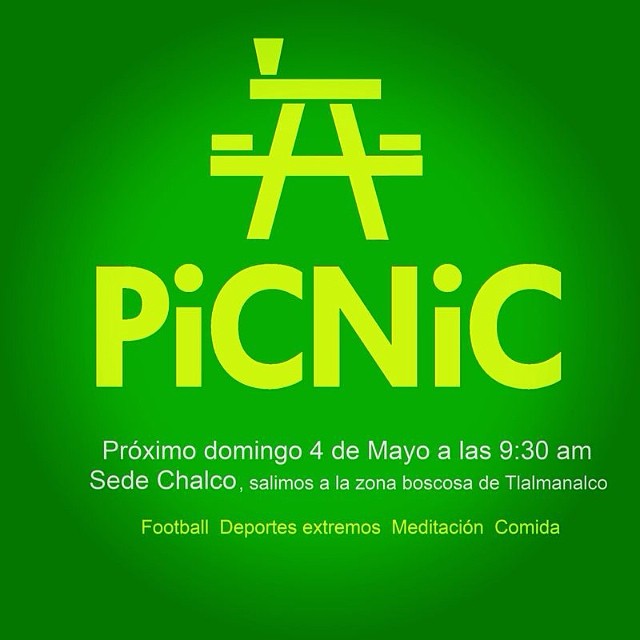 PiCNiC
Próximo domingo 4 de Mayo a las 9:30 am
Sede Chalco, salimos a la zona boscosa de Tlalmanalco
Football Deportes extremos Meditación Comida